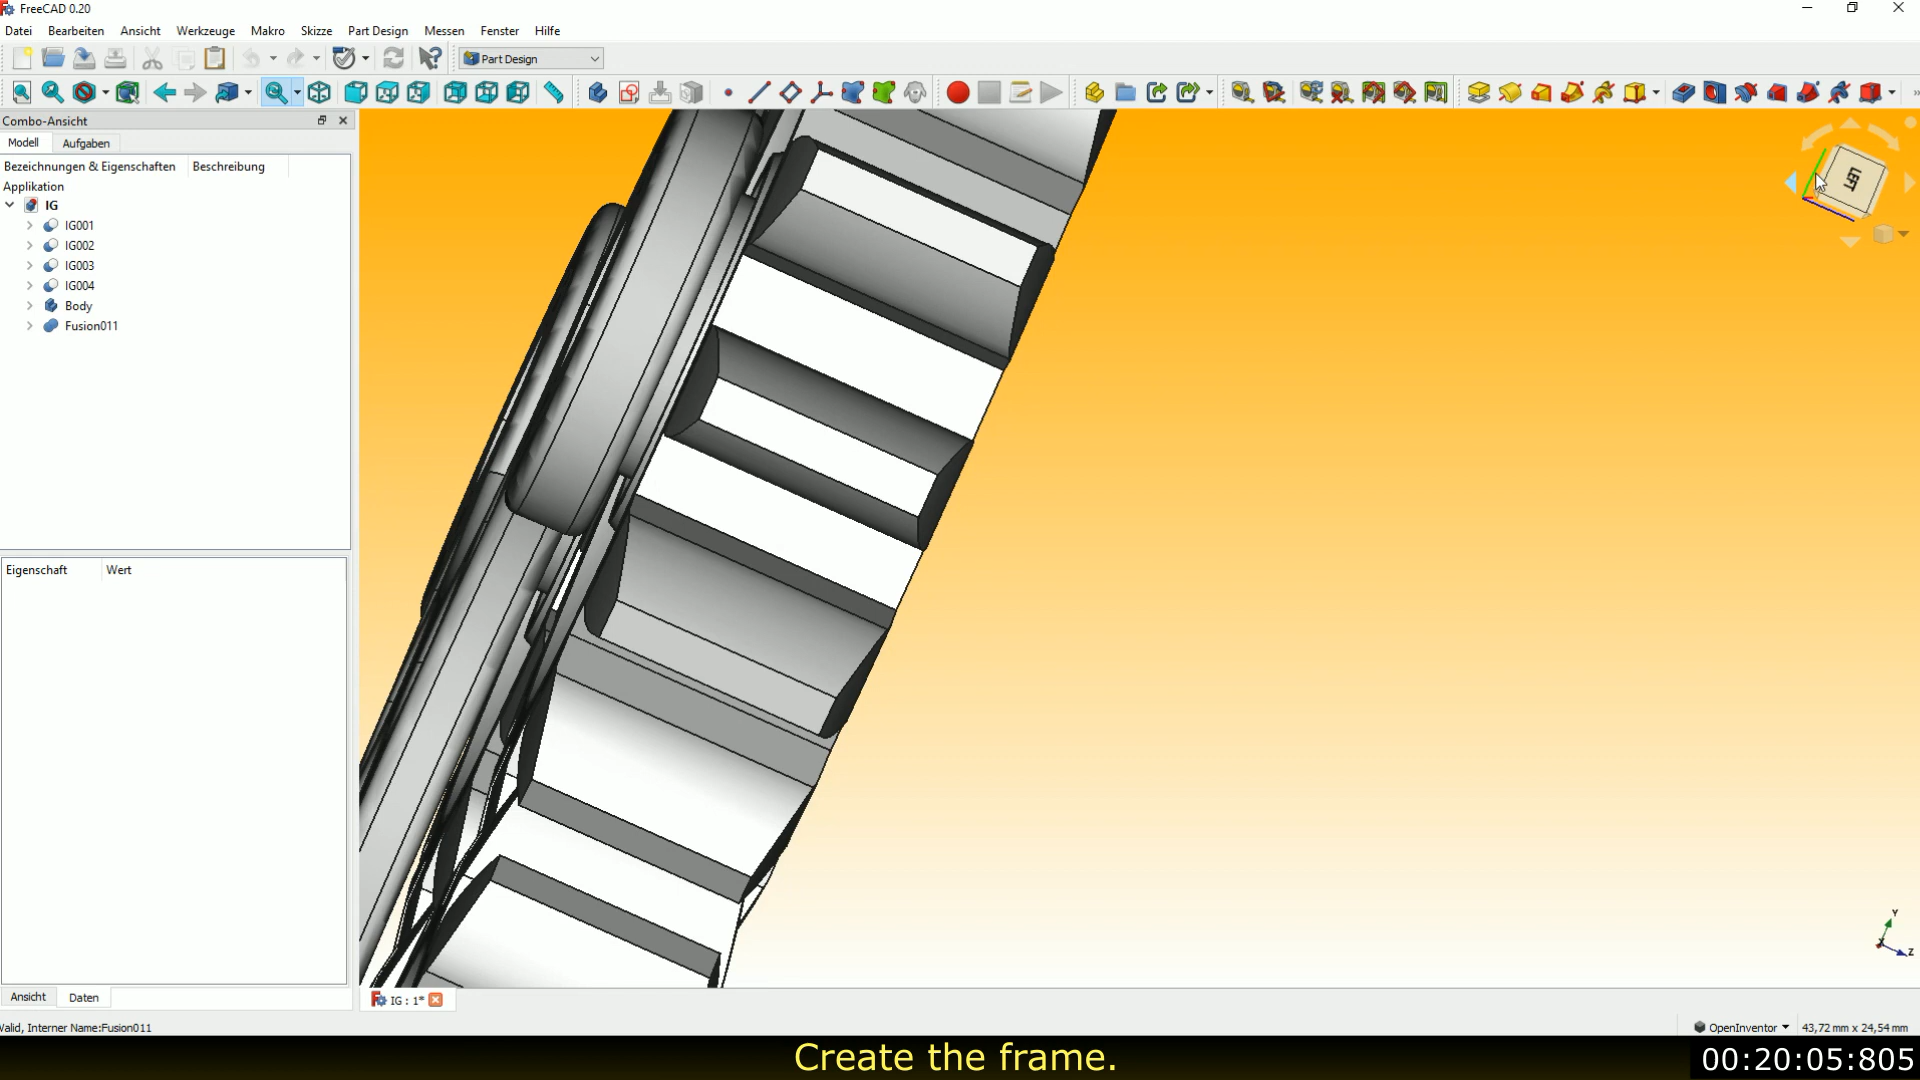 FreeCAD 0.20
Datei Bearbeiten Ansicht Werkzeuge Makro Skizze Part Design Messen Fenster Hilfe
Part Design
Combo-Ansicht
Modell Aufgaben
Bezeichnungen & Eigenschaften Beschreibung
Applikation
IG
IG001
IG002
IG003
IG004
Body
Fusion011
LEFT
Eigenschaft Wert
Y
X
Z
Ansicht Daten
IG : 1*
Valid, Interner Name:Fusion011
OpenInventor 43,72 mm x 24,54 mm
Create the frame.
00:20:05:805